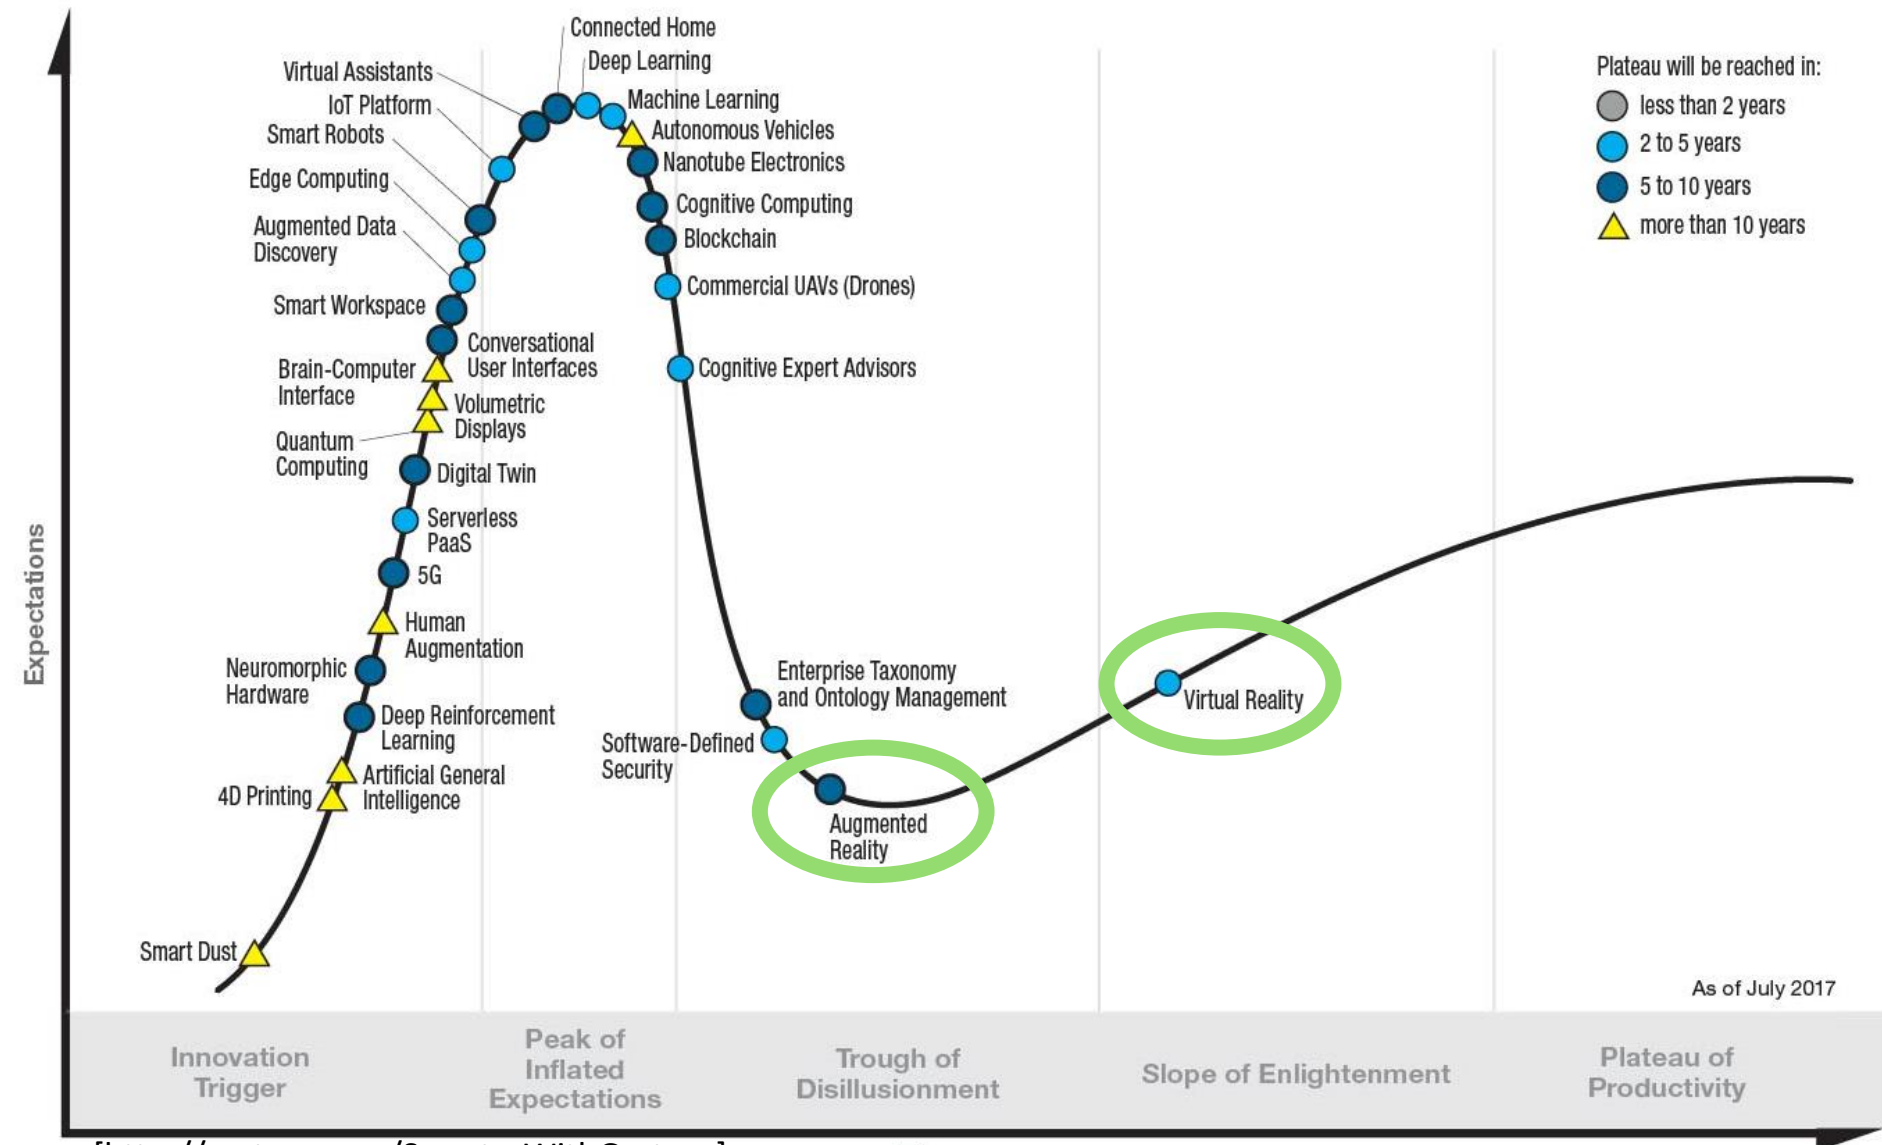 Connected Home
Deep Learning
Virtual Assistants
IoT Platform
Smart Robots
Edge Computing
Augmented Data
Discovery
Smart Workspace
Conversational
User Interfaces
Brain-Computer
Interface
Volumetric
Displays
Quantum
Computing
Digital Twin
Serverless
PaaS
5G
Human
Augmentation
Neuromorphic
Hardware
Deep Reinforcement
Learning
Artificial General
Intelligence
4D Printing
Smart Dust
Machine Learning
Autonomous Vehicles
Nanotube Electronics
Cognitive Computing
Blockchain
Commercial UAVs (Drones)
Cognitive Expert Advisors
Enterprise Taxonomy
and Ontology Management
Software-Defined
Security
Augmented
Reality
Virtual Reality
Plateau will be reached in:
less than 2 years
2 to 5 years
5 to 10 years
more than 10 years
Expectations
As of July 2017
Innovation
Trigger
Peak of
Inflated
Expectations
Trough of
Disillusionment
Slope of Enlightenment
Plateau of
Productivity